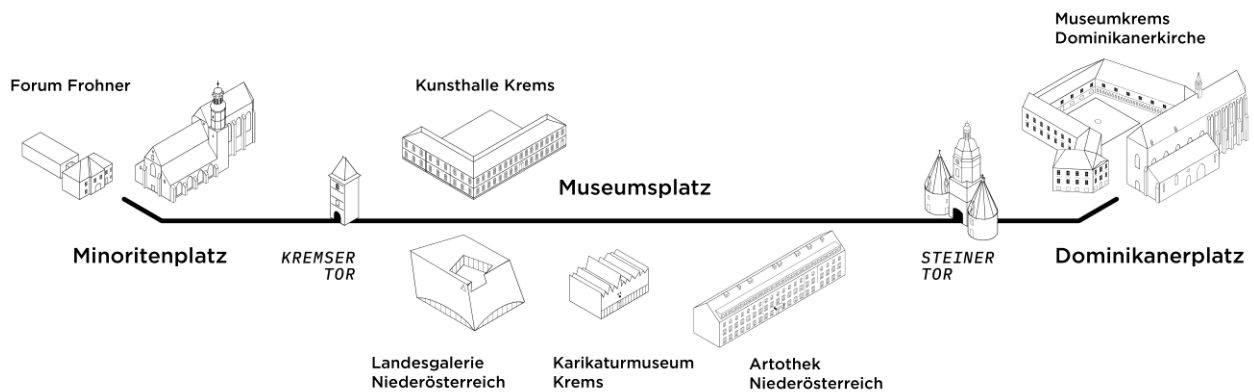 Museumkrems
Dominikanerkirche
Forum Frohner
Kunsthalle Krems
Museumsplatz
Minoritenplatz
KREMSER
TOR
STEINER
TOR
Dominikanerplatz
Landesgalerie
Niederösterreich
Karikaturmuseum
Krems
Artothek
Niederösterreich